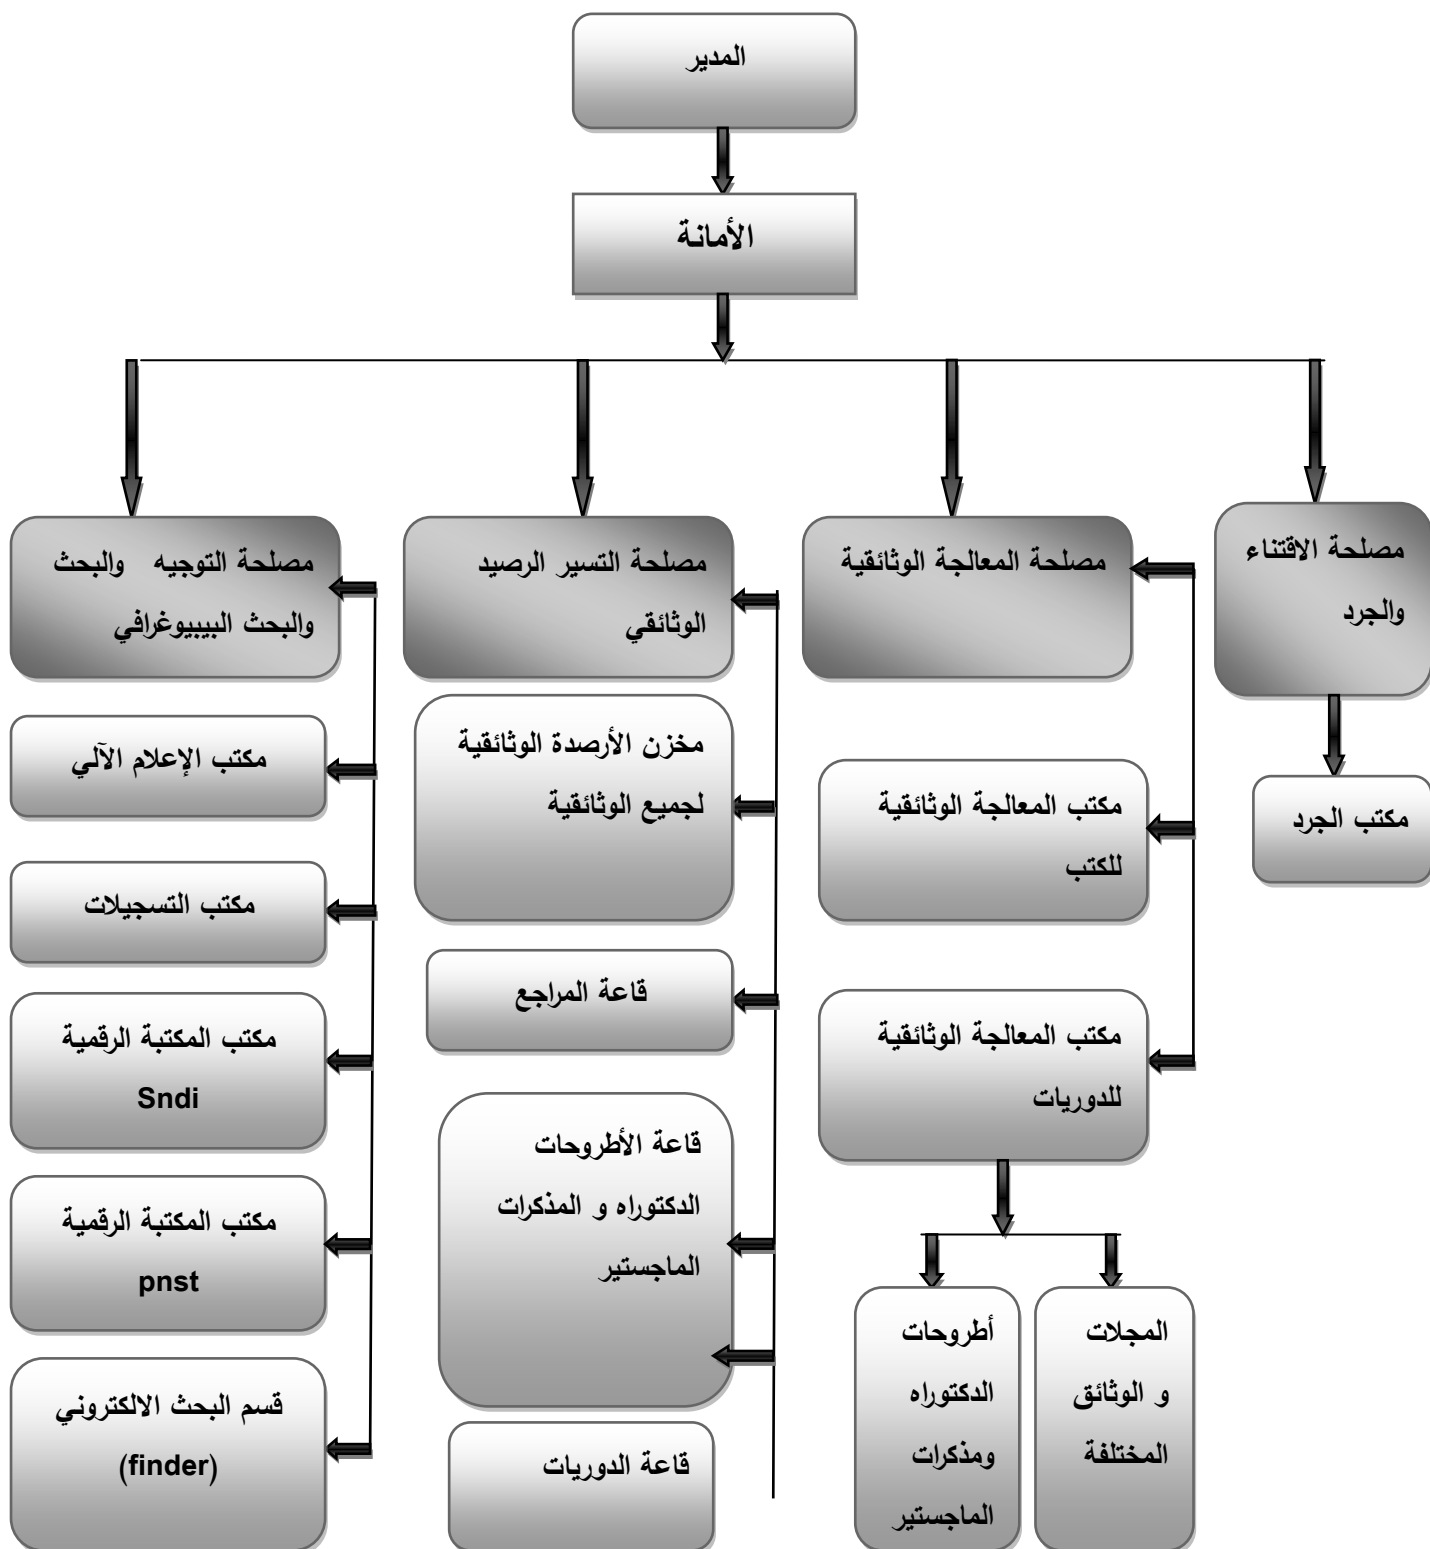 المدير
الأمانة
مصلحة الاقتناء
والجرد
مكتب الجرد
مصلحة المعالجة الوثائقية
مكتب المعالجة الوثائقية
للكتب
مكتب المعالجة الوثائقية
للدوريات
المجلات
و الوثائق
المختلفة
أطروحات
الدكتوراه
ومذكرات
الماجستير
مصلحة التسير الرصيد
الوثائقي
مخزن الأرصدة الوثائقية
لجميع الوثائقية
قاعة المراجع
قاعة الأطروحات
الدكتوراه و المذكرات
الماجستير
قاعة الدوريات
مصلحة التوجيه والبحث
والبحث البيبيوغرافي
مكتب الإعلام الآلي
مكتب التسجيلات
مكتب المكتبة الرقمية
Sndi
مكتب المكتبة الرقمية
pnst
قسم البحث الالكتروني
(finder)